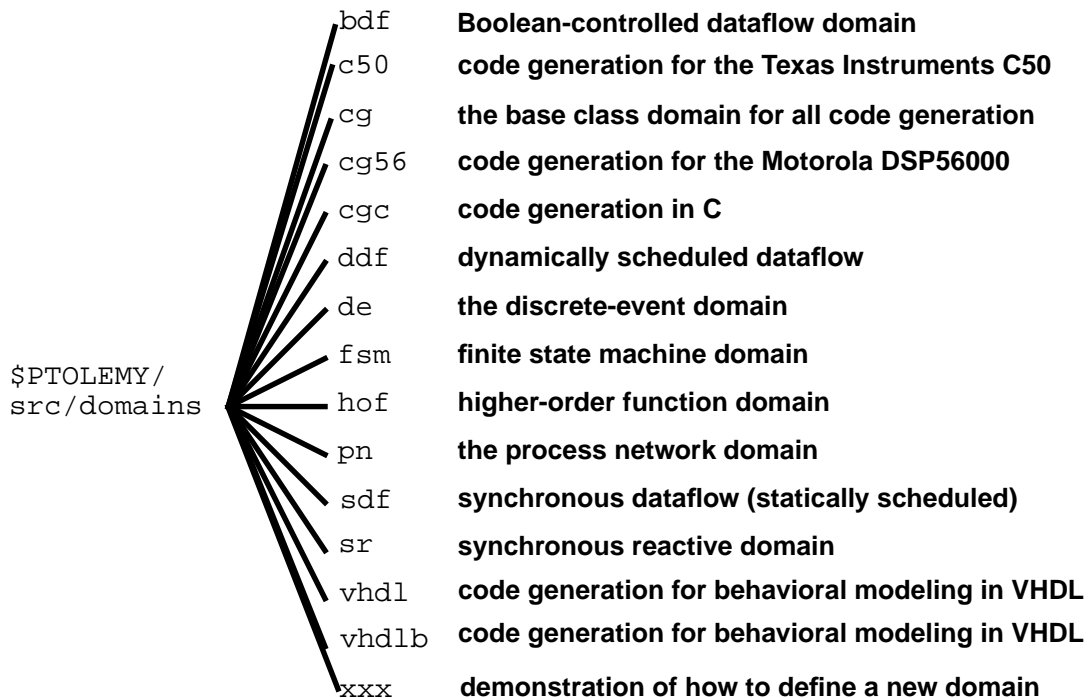 bdf Boolean-controlled dataflow domain
c50 code generation for the Texas Instruments C50
cg the base class domain for all code generation
cg56 code generation for the Motorola DSP56000
cgc code generation in C
ddf dynamically scheduled dataflow
de the discrete-event domain
fsm finite state machine domain
$PTOLEMY/
src/domains
hof higher-order function domain
pn the process network domain
sdf synchronous dataflow (statically scheduled)
sr synchronous reactive domain
vhdl code generation for behavioral modeling in VHDL
vhdlb code generation for behavioral modeling in VHDL
xxx demonstration of how to define a new domain